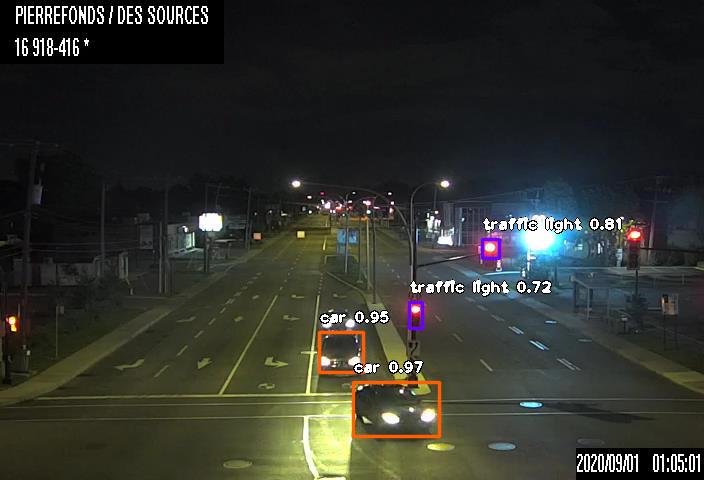 PIERREFONDS / DES SOURCES
16 918-416 *
traffic light 0.81
traffic light 0.72
car 0.95
car 0.97
2020/09/01 01:05:01